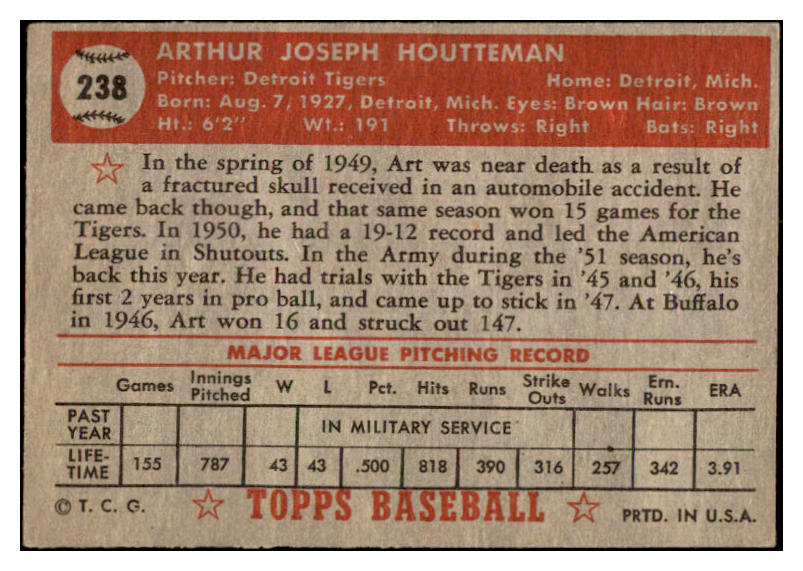 238
ARTHUR JOSEPH HOUTTEMAN
Pitcher: Detroit Tigers Home: Detroit, Mich.
Born: Aug. 7, 1927, Detroit, Mich. Eyes: Brown Hair: Brown
Ht.: 6'2" Wt.: 191 Throws: Right Bats: Right
In the spring of 1949, Art was near death as a result of
a fractured skull received in an automobile accident. He
came back though, and that same season won 15 games for the
Tigers. In 1950, he had a 19-12 record and led the American
League in Shutouts. In the Army during the '51 season, he's
back this year. He had trials with the Tigers in '45 and '46, his
first 2 years in pro ball, and came up to stick in '47. At Buffalo
in 1946, Art won 16 and struck out 147.
MAJOR LEAGUE PITCHING RECORD
Games Innings Pitched W L Pct. Hits Runs Strike Outs Walks Ern. Runs ERA
PAST YEAR IN MILITARY SERVICE
LIFE-TIME 155 787 43 43 .500 818 390 316 257 342 3.91
© T. C. G. TOPPS BASEBALL PRTD. IN U.S.A.